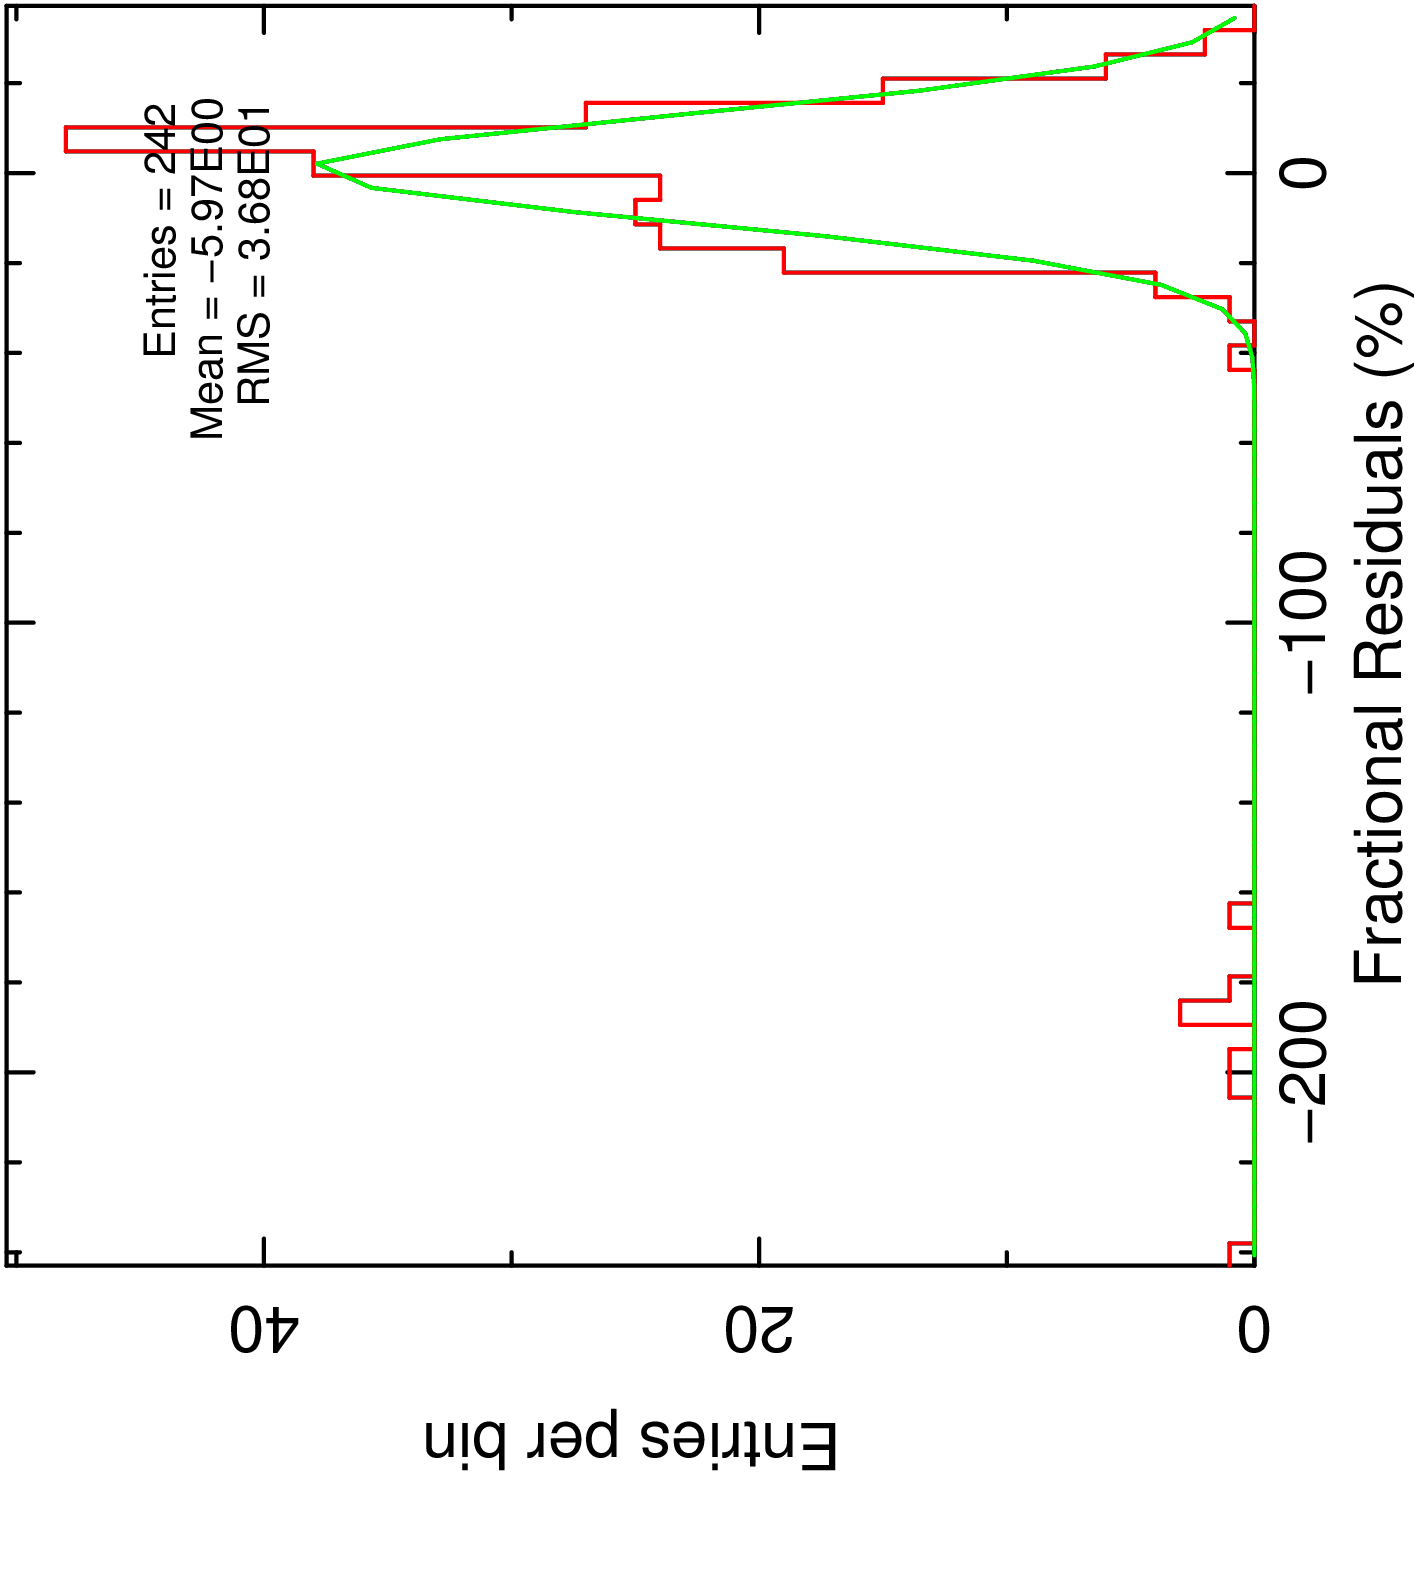 Entries = 242
Mean = −5.97E00
RMS = 3.68E01
40
20
0
Entries per bin
−200
−100
0
Fractional Residuals (%)